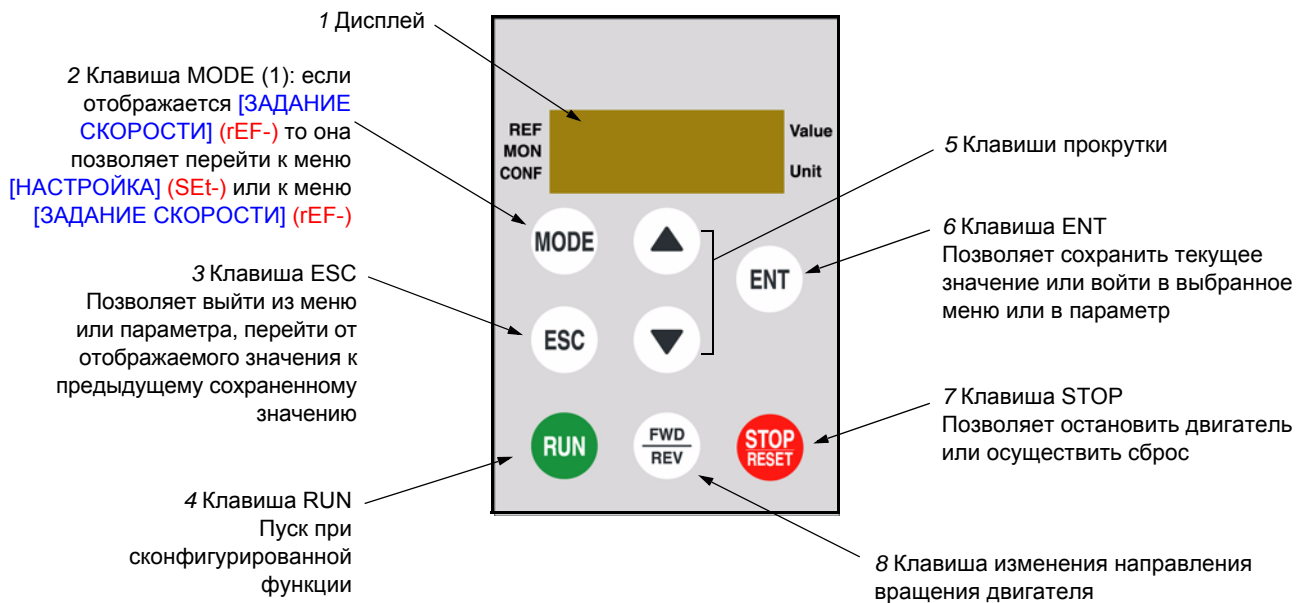 1 Дисплей
2 Клавиша MODE (1): если
отображается [ЗАДАНИЕ
СКОРОСТИ] (rEF-) то она
позволяет перейти к меню
[НАСТРОЙКА] (SEt-) или к меню
[ЗАДАНИЕ СКОРОСТИ] (rEF-)
3 Клавиша ESC
Позволяет выйти из меню
или параметра, перейти от
отображаемого значения к
предыдущему сохраненному
значению
4 Клавиша RUN
Пуск при
сконфигурированной
функции
REF
MON
CONF
Value
Unit
MODE
ENT
ESC
RUN
FWD
REV
STOP
RESET
5 Клавиши прокрутки
6 Клавиша ENT
Позволяет сохранить текущее
значение или войти в выбранное
меню или в параметр
7 Клавиша STOP
Позволяет остановить двигатель
или осуществить сброс
8 Клавиша изменения направления
вращения двигателя